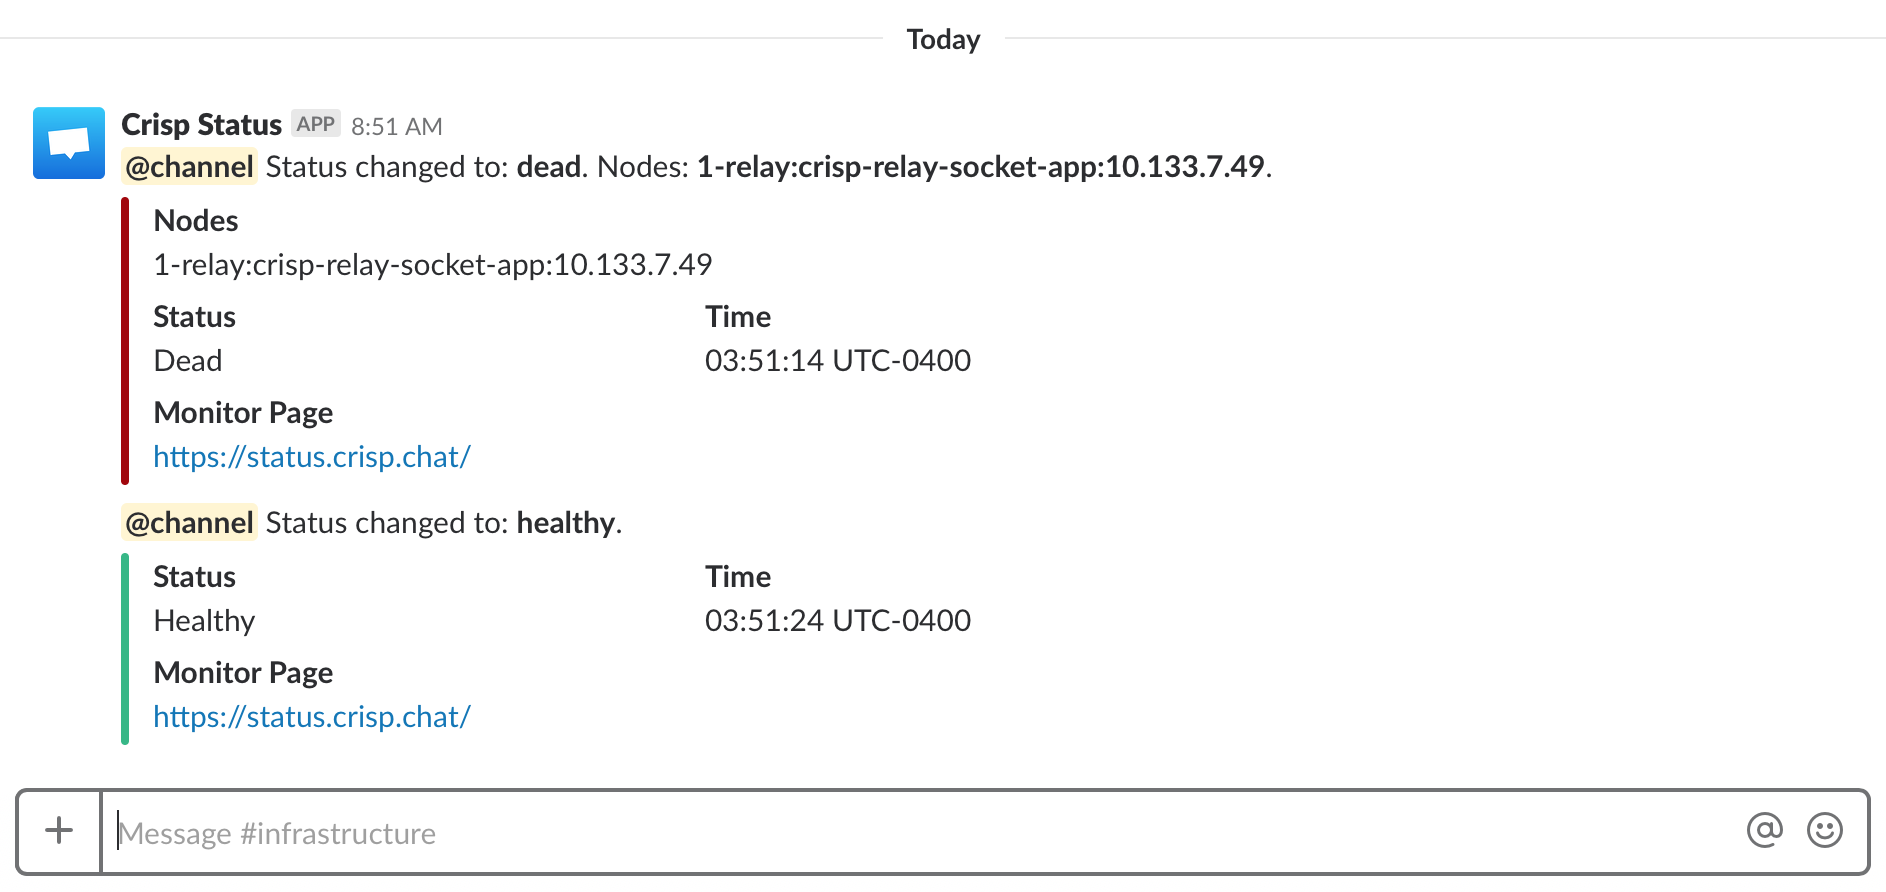 Today
Crisp Status APP 8:51 AM
@channel Status changed to: dead. Nodes: 1-relay:crisp-relay-socket-app:10.133.7.49.
Nodes
1-relay:crisp-relay-socket-app:10.133.7.49
Status Time
Dead 03:51:14 UTC-0400
Monitor Page
https://status.crisp.chat/
@channel Status changed to: healthy.
Status Time
Healthy 03:51:24 UTC-0400
Monitor Page
https://status.crisp.chat/
Message #infrastructure